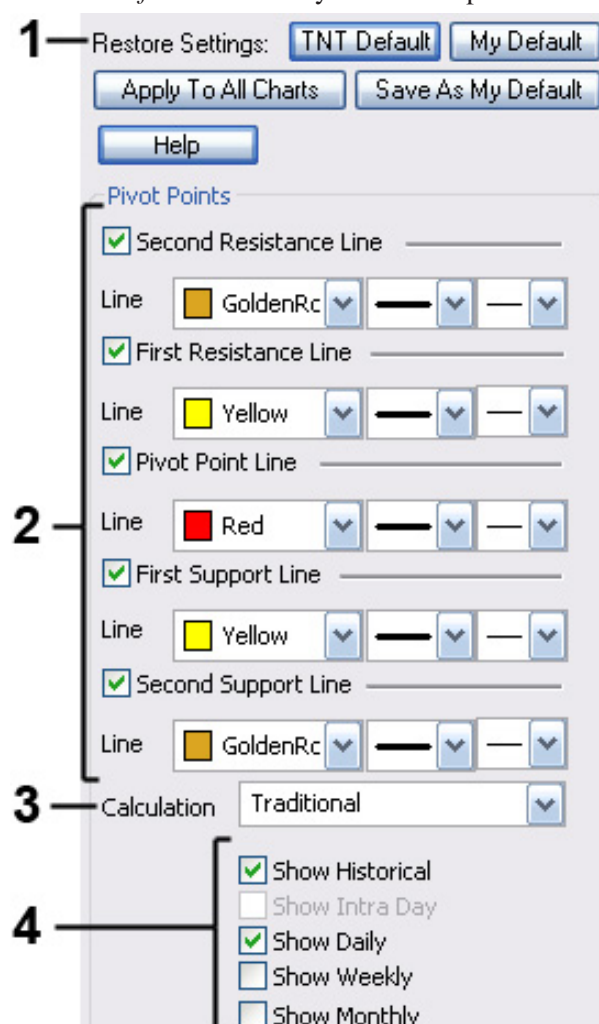 1 Restore Settings: TNT Default My Default
Apply To All Charts Save As My Default
Help
Pivot Points
Second Resistance Line
Line GoldenRc
First Resistance Line
Line Yellow
Pivot Point Line
2 Line Red
First Support Line
Line Yellow
Second Support Line
Line GoldenRc
3 Calculation Traditional
Show Historical
Show Intra Day
4 Show Daily
Show Weekly
Show Monthly